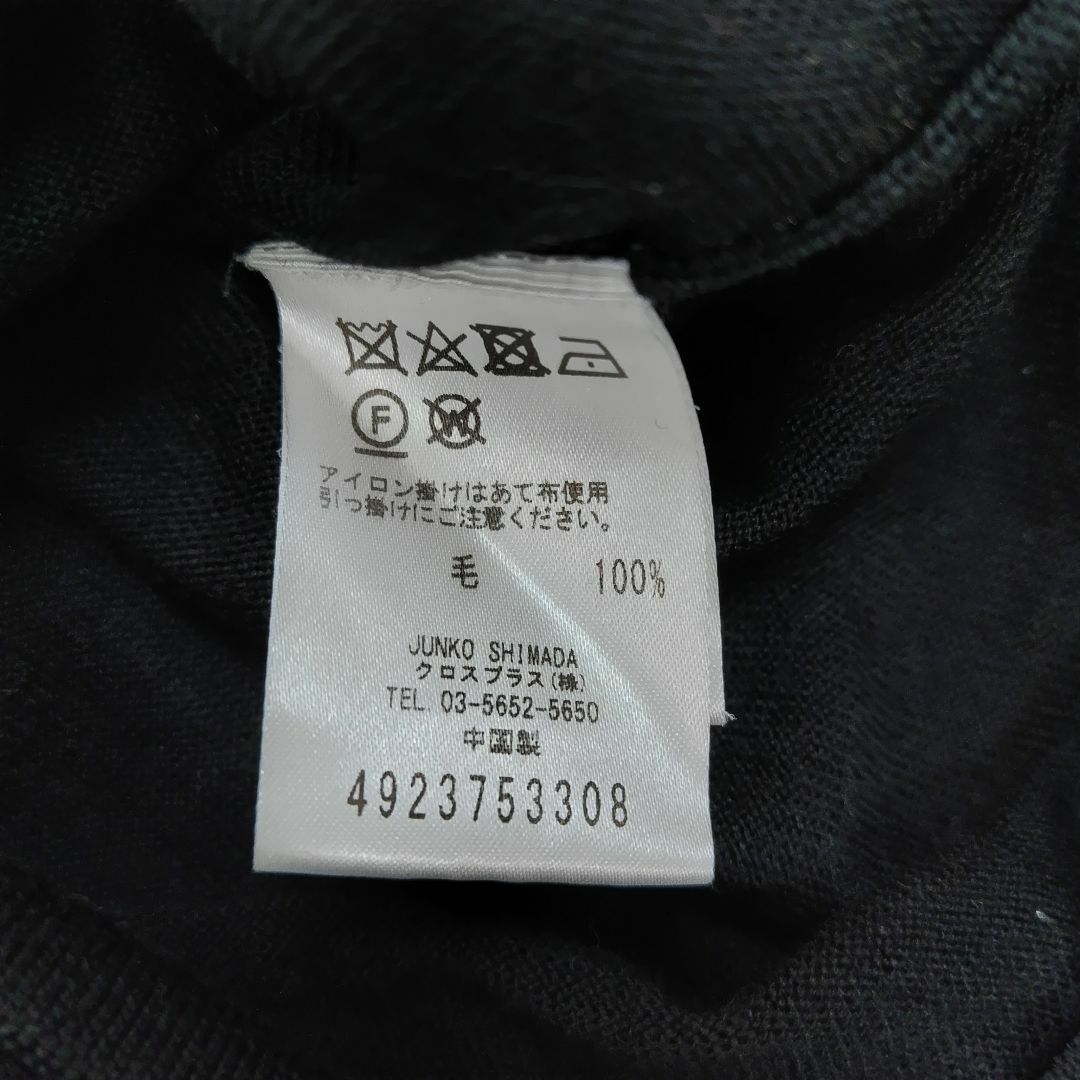 F W
アイロン掛けはあて布使用
引っ掛けにご注意ください。
毛 100%
JUNKO SHIMADA
クロスプラス(株)
TEL 03-5652-5650
中国製
4923753308